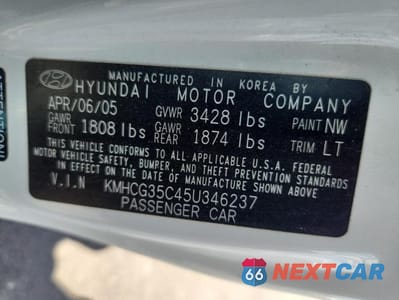 ATTENTION!
MANUFACTURED IN KOREA BY
HYUNDAI MOTOR COMPANY
APR/06/05 GVWR 3428 lbs PAINT NW
GAWR FRONT 1808 lbs GAWR REAR 1874 lbs TRIM LT
THIS VEHICLE CONFORMS TO ALL APPLICABLE U.S.A. FEDERAL
MOTOR VEHICLE SAFETY, BUMPER, AND THEFT PREVENTION
STANDARDS IN EFFECT ON THE DATE OF MANUFACTURE
SHOWN ABOVE.
V.I.N KMHCG35C45U346237
PASSENGER CAR
66 NEXTCAR